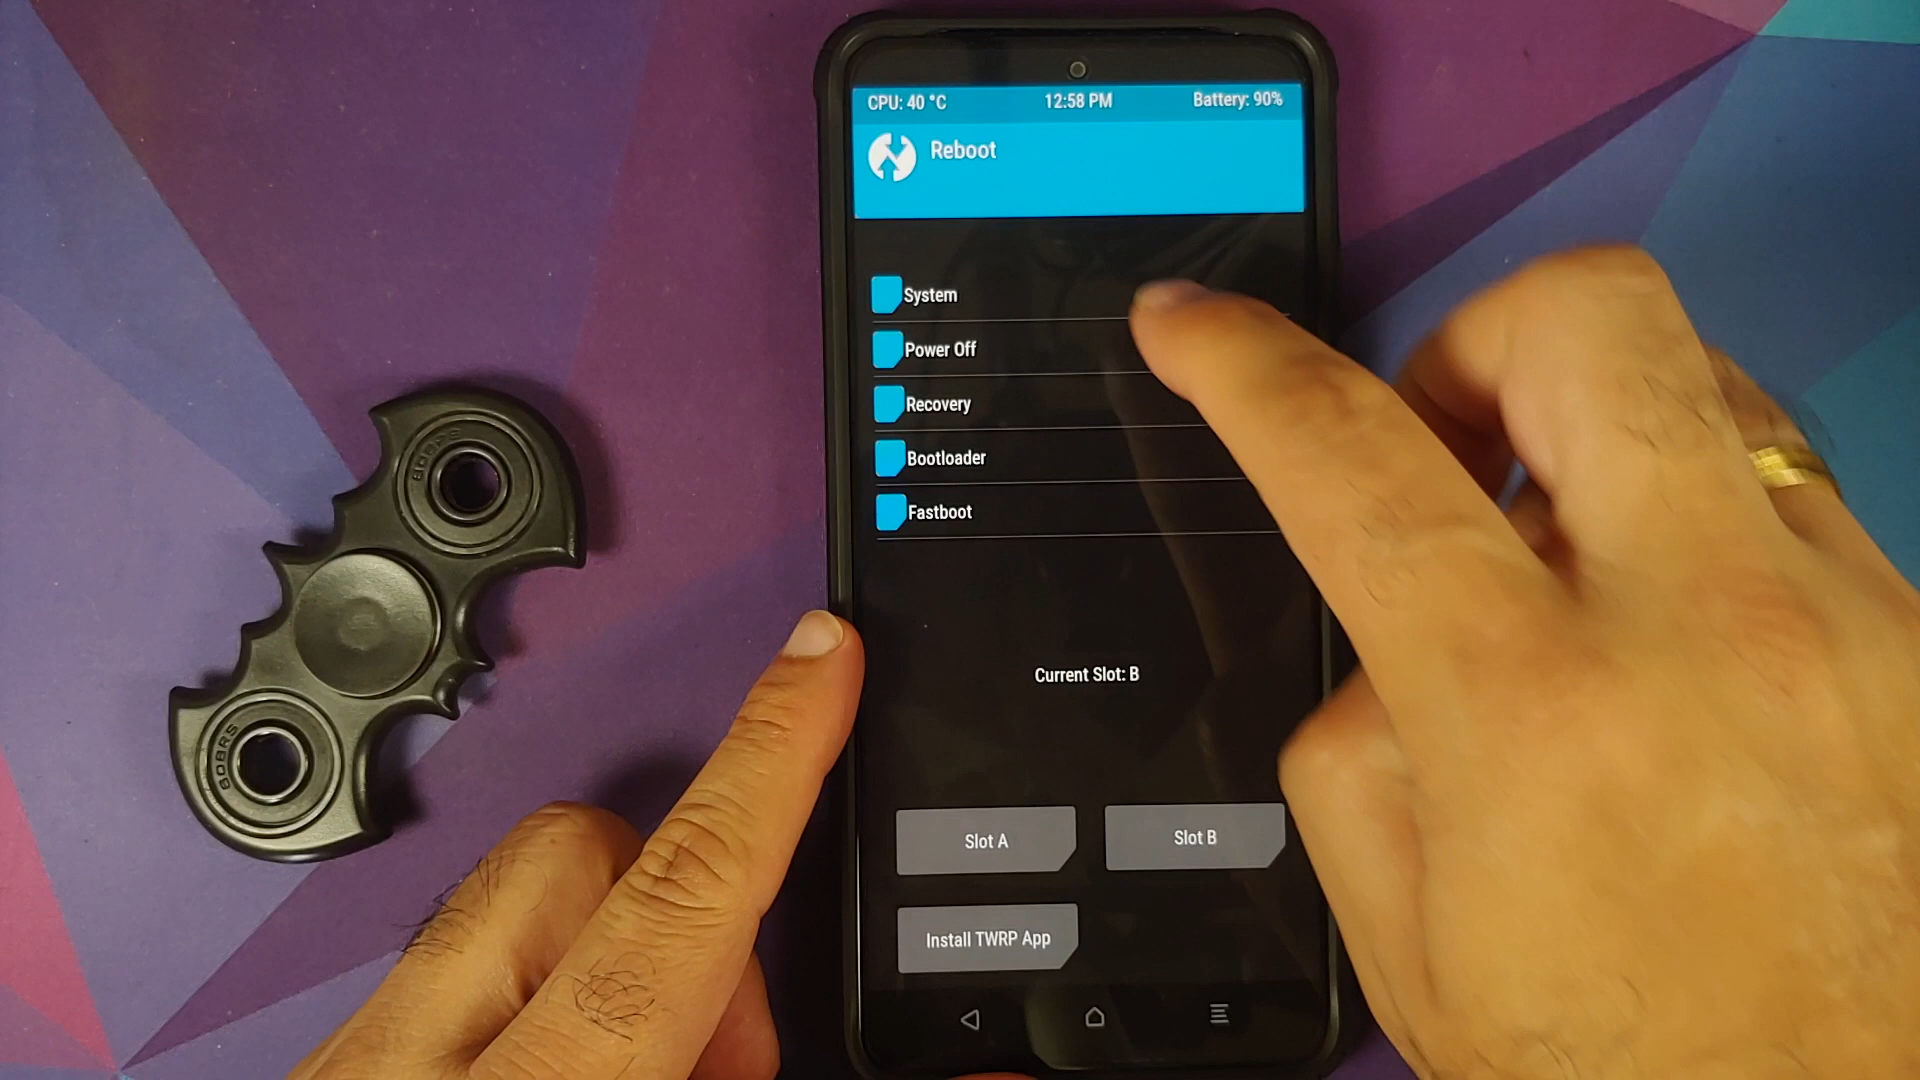 CPU: 40 °C 12:58 PM Battery: 90%
Reboot
System
Power Off
Recovery
Bootloader
Fastboot
Current Slot: B
Slot A Slot B
Install TWRP App